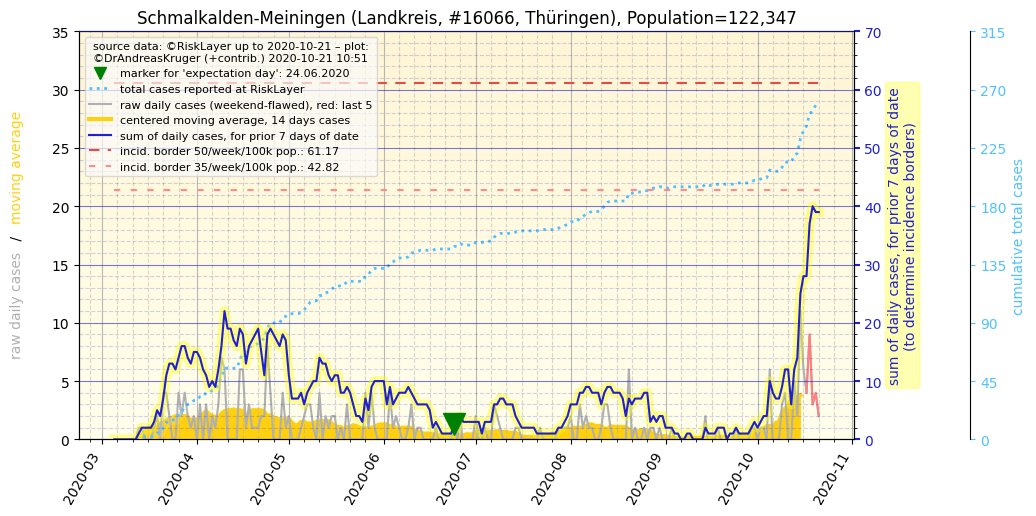 Schmalkalden-Meiningen (Landkreis, #16066, Thüringen), Population=122,347
source data: ©RiskLayer up to 2020-10-21 – plot:
©DrAndreasKruger (+contrib.) 2020-10-21 10:51
marker for 'expectation day': 24.06.2020
total cases reported at RiskLayer
raw daily cases (weekend-flawed), red: last 5
centered moving average, 14 days cases
sum of daily cases, for prior 7 days of date
incid. border 50/week/100k pop.: 61.17
incid. border 35/week/100k pop.: 42.82
raw daily cases / moving average
35
30
25
20
15
10
5
0
70
60
50
40
30
20
10
0
sum of daily cases, for prior 7 days of date
(to determine incidence borders)
315
270
225
180
135
90
45
0
cumulative total cases
2020-03
2020-04
2020-05
2020-06
2020-07
2020-08
2020-09
2020-10
2020-11